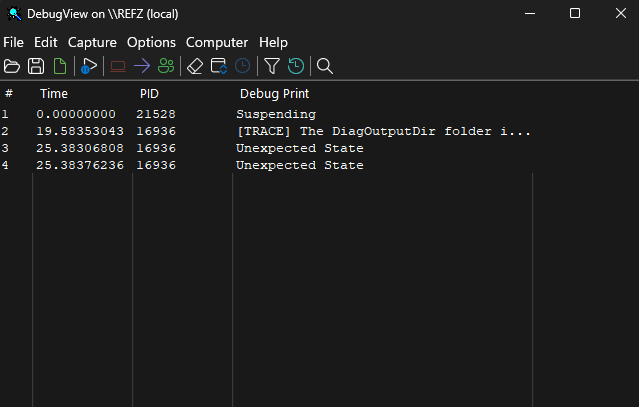 DebugView on \\REFZ (local)
File Edit Capture Options Computer Help
# Time PID Debug Print
1 0.00000000 21528 Suspending
2 19.58353043 16936 [TRACE] The DiagOutputDir folder i...
3 25.38306808 16936 Unexpected State
4 25.38376236 16936 Unexpected State